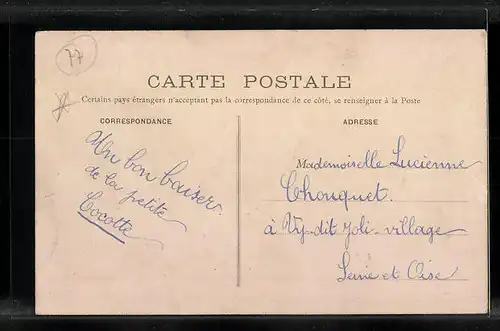 77
CARTE POSTALE
Certains pays étrangers n'acceptant pas la correspondance de ce côté, se renseigner à la Poste
CORRESPONDANCE
Un bon baiser
de la petite
Cocotte
ADRESSE
Mademoiselle Lucienne
Chouquet
à Vy-dit-Joli-village
Seine et Oise